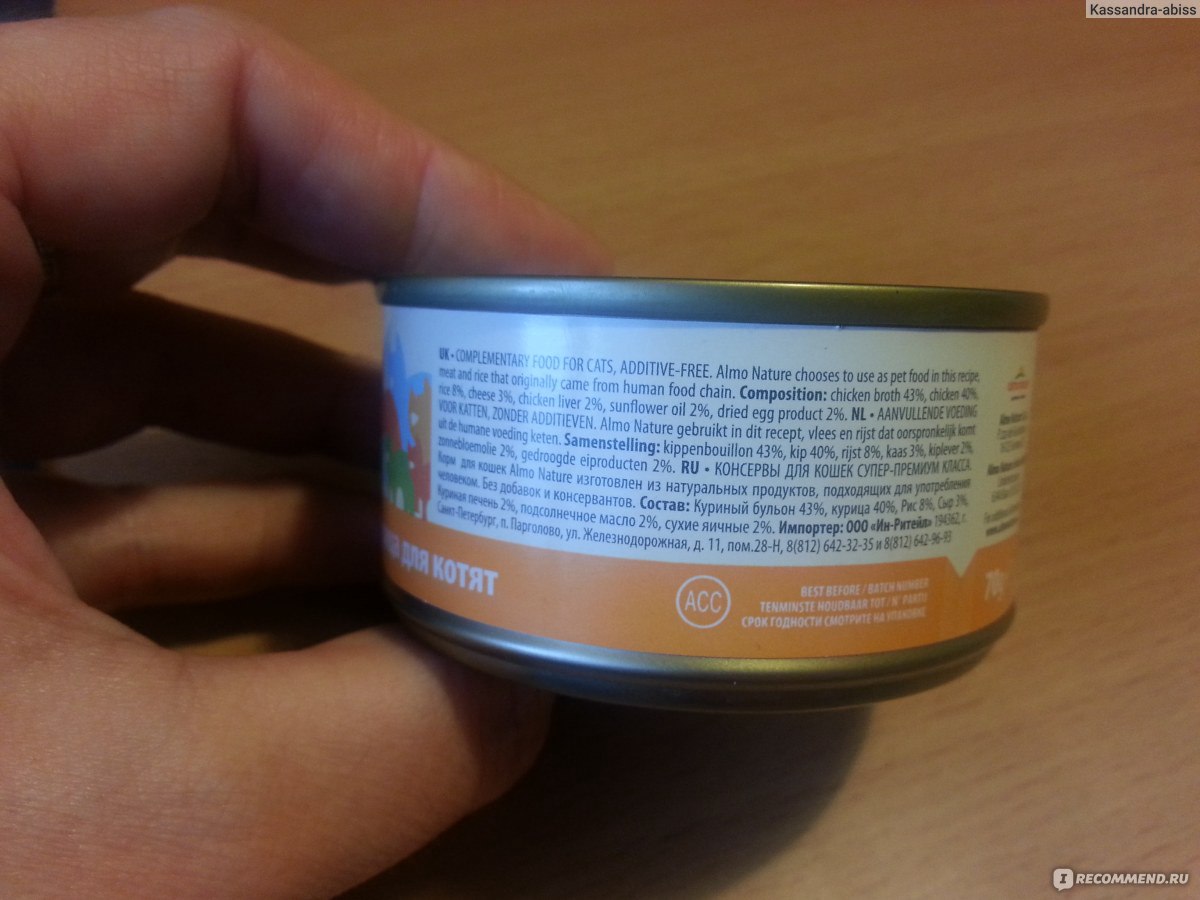 Kassandra-abiss
UK • COMPLEMENTARY FOOD FOR CATS, ADDITIVE-FREE. Almo Nature chooses to use as pet food in this recipe,
meat and rice that originally came from human food chain. Composition: chicken broth 43%, chicken 40%,
rice 8%, cheese 3%, chicken liver 2%, sunflower oil 2%, dried egg product 2%. NL • AANVULLENDE VOEDING
VOOR KATTEN, ZONDER ADDITIEVEN. Almo Nature gebruikt in dit recept, vlees en rijst dat oorspronkelijk komt
uit de humane voeding keten. Samenstelling: kippenbouillon 43%, kip 40%, rijst 8%, kaas 3%, kiplever 2%,
zonnebloemolie 2%, gedroogde eiproducten 2%. RU • КОНСЕРВЫ ДЛЯ КОШЕК СУПЕР-ПРЕМИУМ КЛАССА.
Корм для кошек Almo Nature изготовлен из натуральных продуктов, подходящих для употребления
человеком. Без добавок и консервантов. Состав: Куриный бульон 43%, курица 40%, Рис 8%, Сыр 3%,
Куриная печень 2%, подсолнечное масло 2%, сухие яичные 2%. Импортер: ООО «Ин-Ритейл» 194362, г.
Санкт-Петербург, п. Парголово, ул. Железнодорожная, д. 11, пом.28-Н, 8(812) 642-32-35 и 8(812) 642-96-93
для котят
ACC
BEST BEFORE / BATCH NUMBER
TENMINSTE HOUDBAAR TOT / N° PARTIE
СРОК ГОДНОСТИ СМОТРИТЕ НА УПАКОВКЕ
70g
Almo Nature
IRECOMMEND.RU